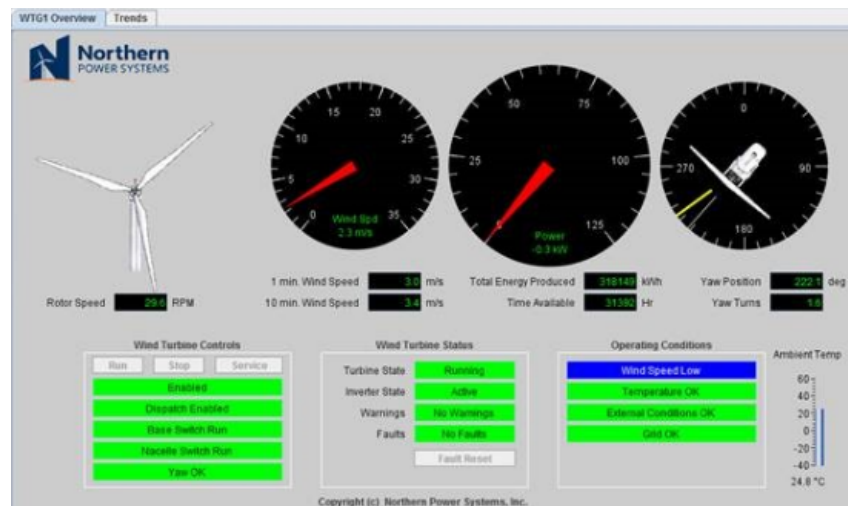 WTG1 Overview Trends
Northern
POWER SYSTEMS
0 5 10 15 20 25 30 35
Wind Spd
2.3 m/s
0 25 50 75 100 125
Power
-0.3 kW
0 90 180 270
Rotor Speed 29.6 RPM
1 min. Wind Speed 3.0 m/s
10 min. Wind Speed 3.4 m/s
Total Energy Produced 318149 kWh
Time Available 31392 Hr
Yaw Position 222.1 deg
Yaw Turns 1.6
Wind Turbine Controls
Run Stop Service
Enabled
Dispatch Enabled
Base Switch Run
Nacelle Switch Run
Yaw OK
Wind Turbine Status
Turbine State Running
Inverter State Active
Warnings No Warnings
Faults No Faults
Fault Reset
Operating Conditions
Wind Speed Low
Temperature OK
External Conditions OK
Grid OK
Ambient Temp
60
40
20
0
-20
-40
24.8 °C
Copyright (c) Northern Power Systems, Inc.